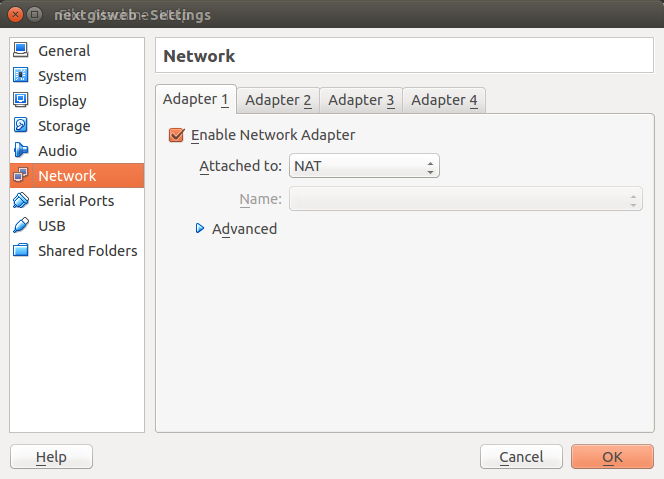 nextgisweb - Settings
General
System
Display
Storage
Audio
Network
Serial Ports
USB
Shared Folders
Network
Adapter 1 Adapter 2 Adapter 3 Adapter 4
Enable Network Adapter
Attached to: NAT
Name:
Advanced
Help Cancel OK